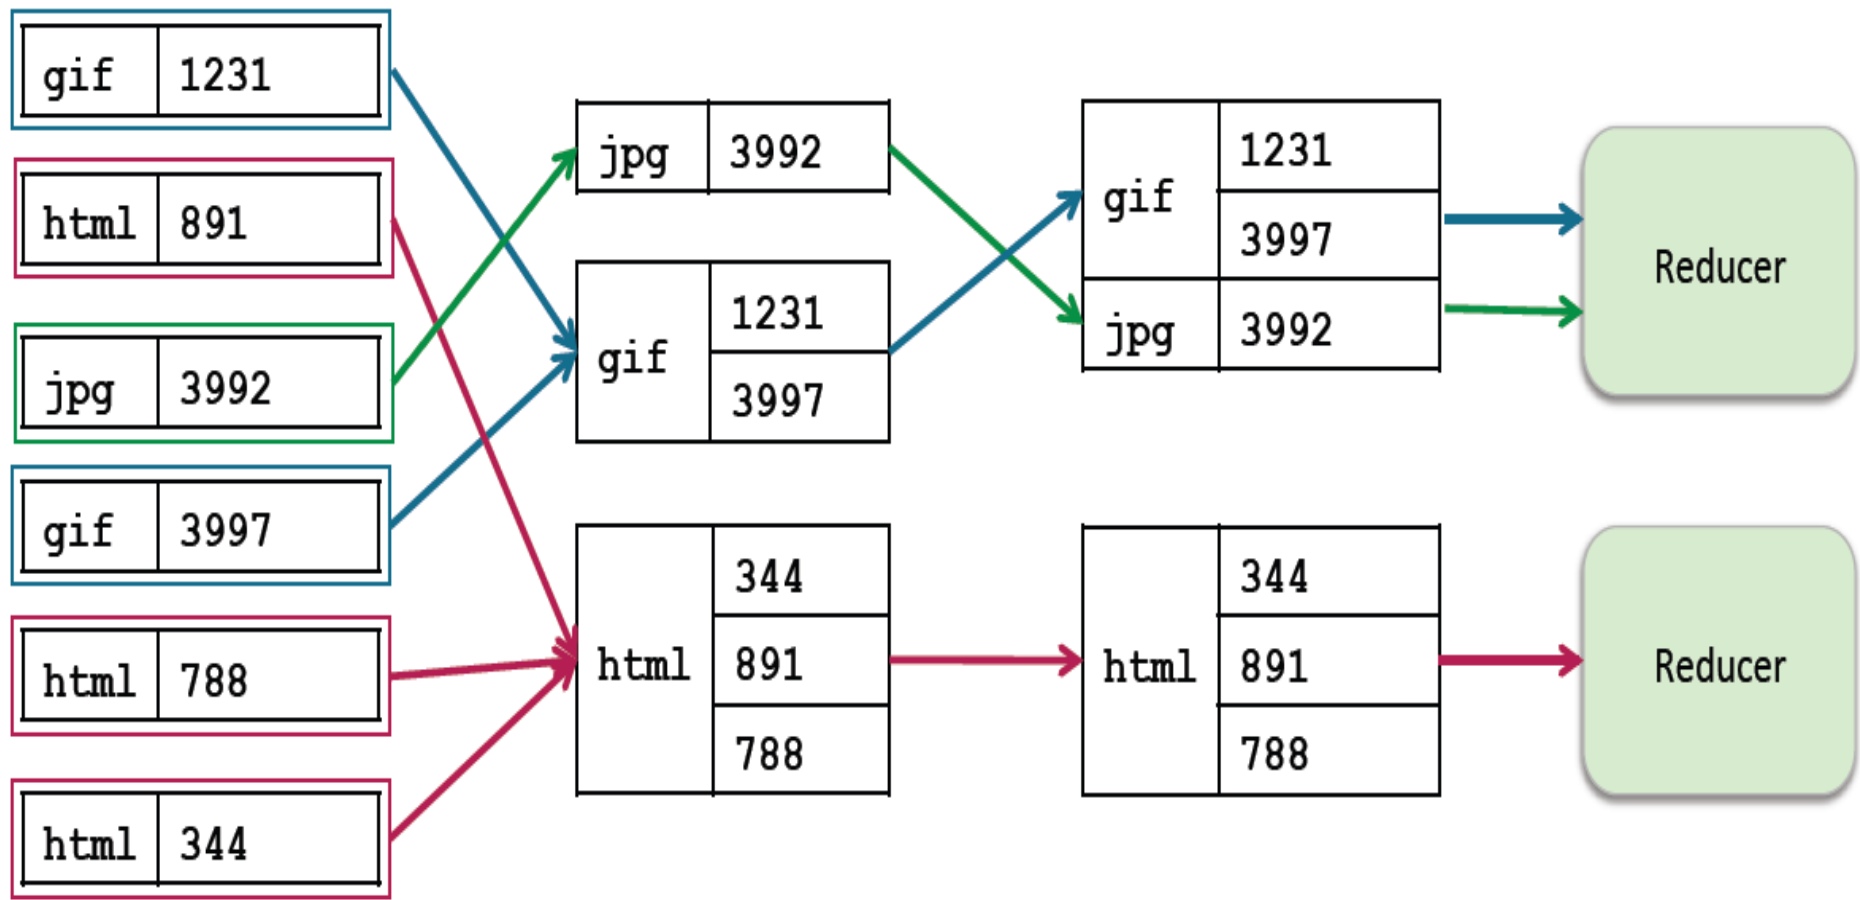 gif 1231
html 891
jpg 3992
gif 3997
html 788
html 344
jpg 3992
gif 1231
3997
html 344
891
788
gif 1231
3997
jpg 3992
html 344
891
788
Reducer
Reducer